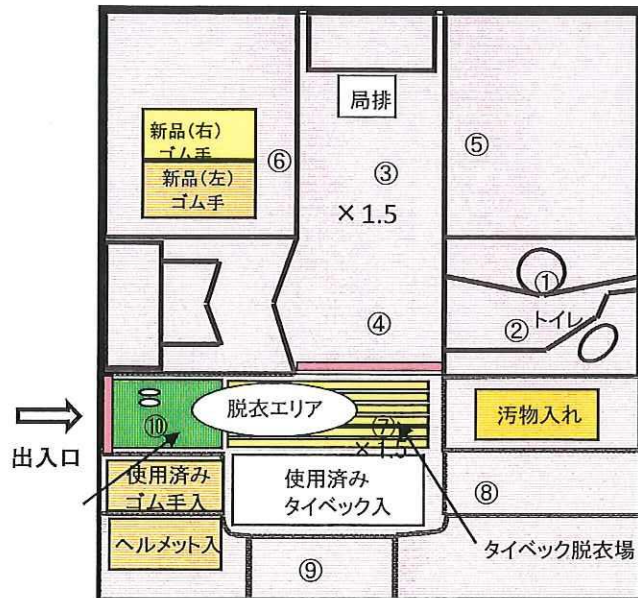 局排
新品(右)
ゴム手
新品(左)
ゴム手
⑥
③
⑤
×1.5
①
④
② トイレ
脱衣エリア
⑩
⑦
×1.5
汚物入れ
出入口
使用済み
ゴム手入
使用済み
タイベック入
⑧
ヘルメット入
⑨
タイベック脱衣場